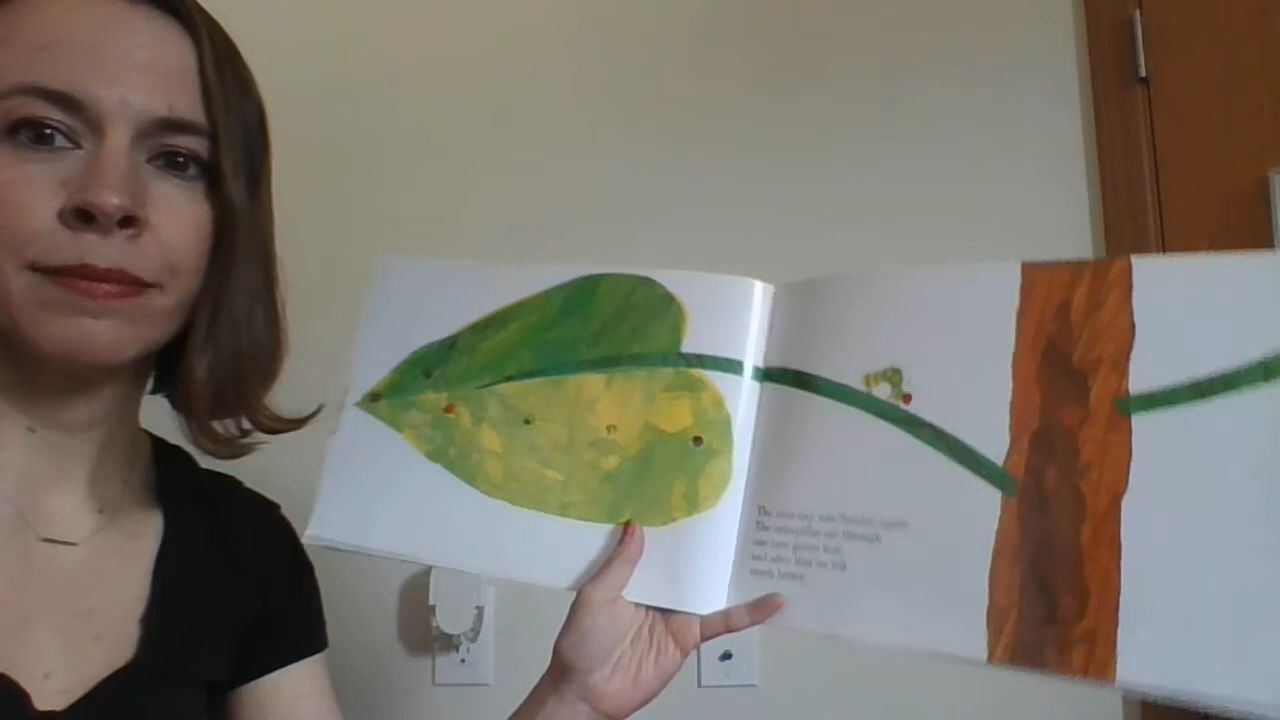 The next day was Sunday again.
The caterpillar ate through
one nice green leaf,
and after that he felt
much better.